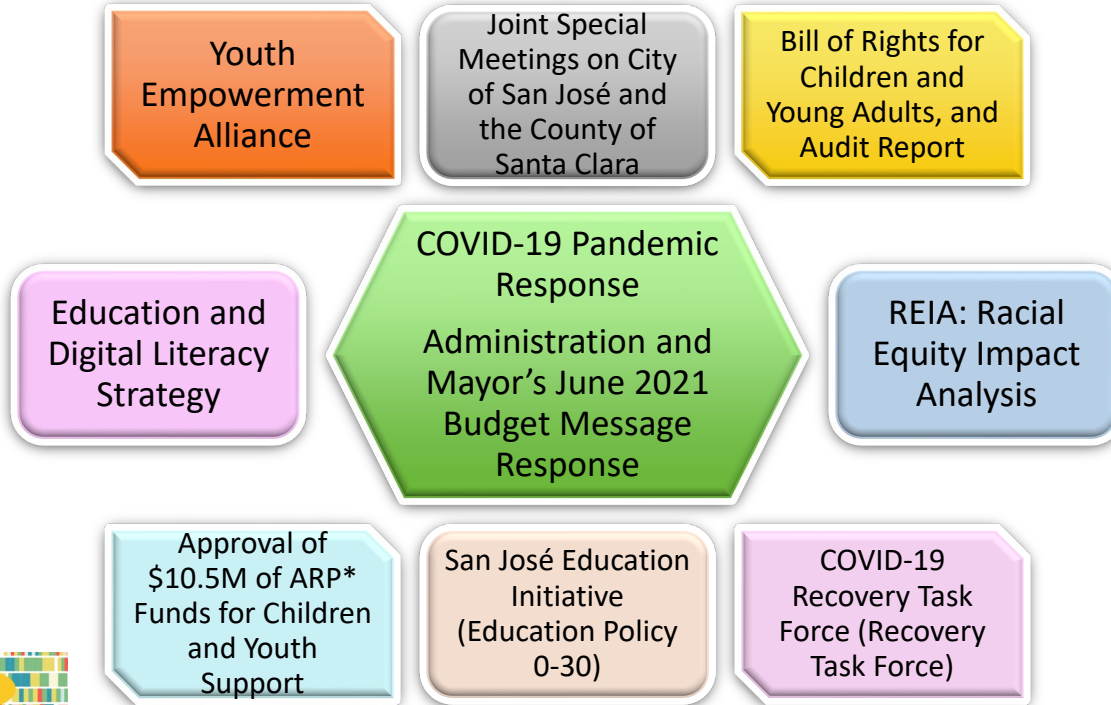 Youth
Empowerment
Alliance
Joint Special
Meetings on City
of San José and
the County of
Santa Clara
Bill of Rights for
Children and
Young Adults, and
Audit Report
Education and
Digital Literacy
Strategy
COVID-19 Pandemic
Response
Administration and
Mayor’s June 2021
Budget Message
Response
REIA: Racial
Equity Impact
Analysis
Approval of
$10.5M of ARP*
Funds for Children
and Youth
Support
San José Education
Initiative
(Education Policy
0-30)
COVID-19
Recovery Task
Force (Recovery
Task Force)